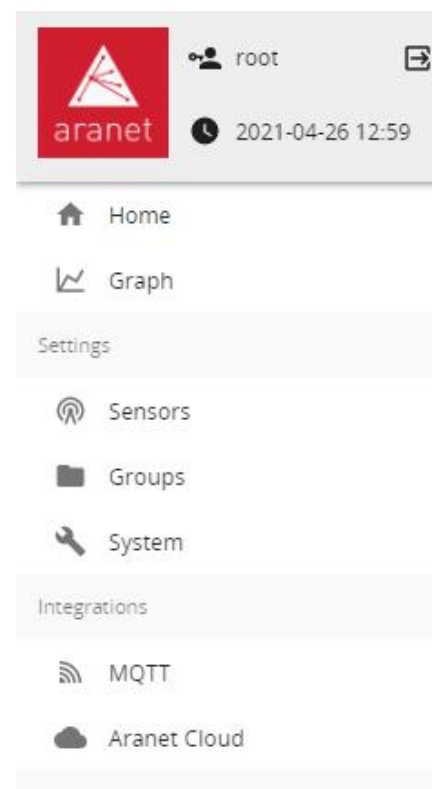 aranet
root
2021-04-26 12:59
Home
Graph
Settings
Sensors
Groups
System
Integrations
MQTT
Aranet Cloud